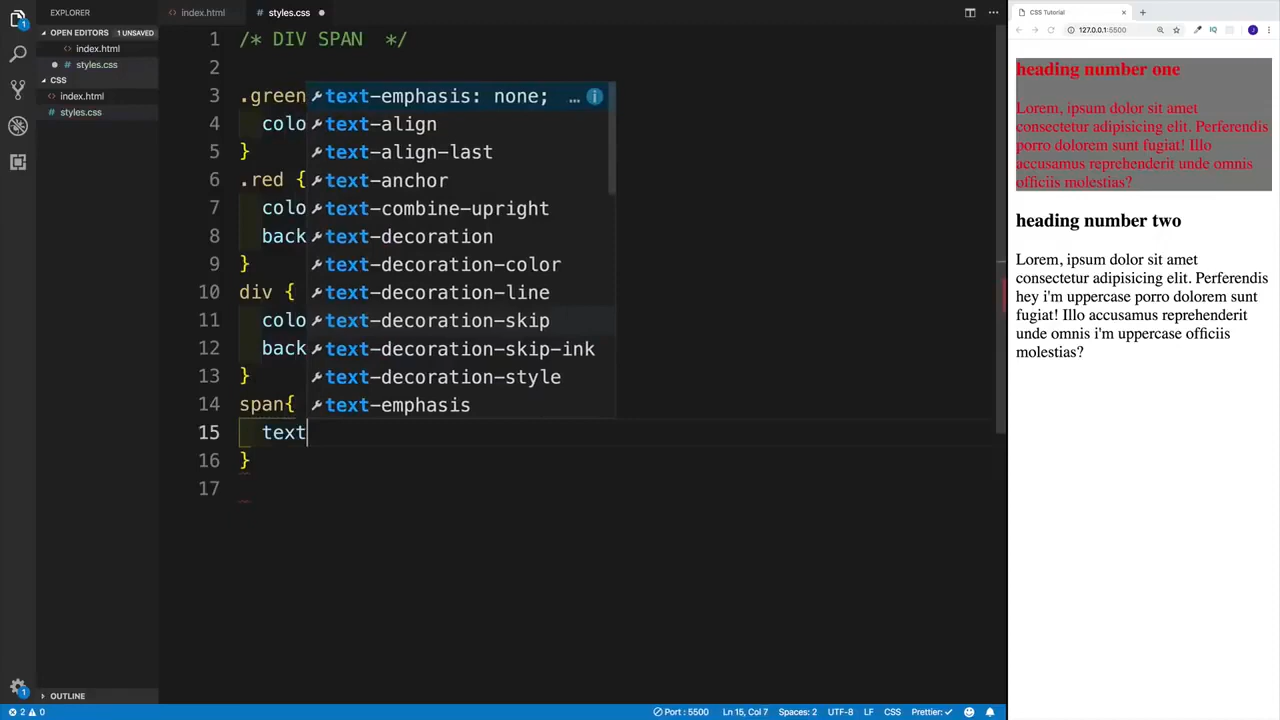 EXPLORER
OPEN EDITORS 1 UNSAVED
index.html
styles.css
CSS
index.html
styles.css
OUTLINE
index.html
styles.css
1 /* DIV SPAN */
2
3 .green
4 colo
5 }
6 .red {
7 colo
8 back
9 }
10 div {
11 colo
12 back
13 }
14 span{
15 text
16 }
17
text-emphasis: none; …
text-align
text-align-last
text-anchor
text-combine-upright
text-decoration
text-decoration-color
text-decoration-line
text-decoration-skip
text-decoration-skip-ink
text-decoration-style
text-emphasis
CSS Tutorial
127.0.0.1:5500
heading number one
Lorem, ipsum dolor sit amet
consectetur adipisicing elit. Perferendis
porro dolorem sunt fugiat! Illo
accusamus reprehenderit unde omnis
officiis molestias?
heading number two
Lorem, ipsum dolor sit amet
consectetur adipisicing elit. Perferendis
hey i'm uppercase porro dolorem sunt
fugiat! Illo accusamus reprehenderit
unde omnis i'm uppercase officiis
molestias?
2 0
Port : 5500 Ln 15, Col 7 Spaces: 2 UTF-8 LF CSS Prettier: ✓